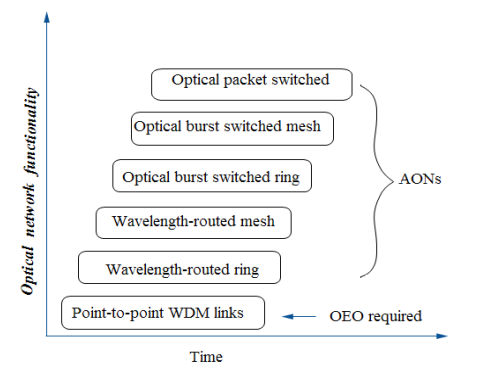 Optical network functionality
Optical packet switched
Optical burst switched mesh
Optical burst switched ring
AONs
Wavelength-routed mesh
Wavelength-routed ring
Point-to-point WDM links
OEO required
Time